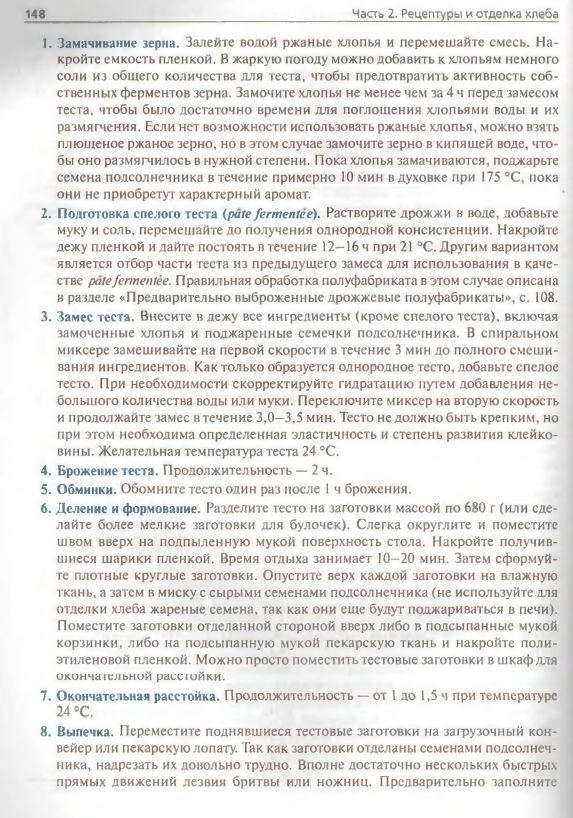 148
Часть 2. Рецептуры и отделка хлеба
1. Замачивание зерна. Залейте водой ржаные хлопья и перемешайте смесь. На-
кройте емкость пленкой. В жаркую погоду можно добавить к хлопьям немного
соли из общего количества для теста, чтобы предотвратить активность соб-
ственных ферментов зерна. Замочите хлопья не менее чем за 4 ч перед замесом
теста, чтобы было достаточно времени для поглощения хлопьями воды и их
размягчения. Если нет возможности использовать ржаные хлопья, можно взять
плющеное ржаное зерно, но в этом случае замочите зерно в кипящей воде, что-
бы оно размягчилось в нужной степени. Пока хлопья замачиваются, поджарьте
семена подсолнечника в течение примерно 10 мин в духовке при 175 °С, пока
они не приобретут характерный аромат.
2. Подготовка спелого теста (pâte fermentée). Растворите дрожжи в воде, добавьте
муку и соль, перемешайте до получения однородной консистенции. Накройте
дежу пленкой и дайте постоять в течение 12–16 ч при 21 °С. Другим вариантом
является отбор части теста из предыдущего замеса для использования в каче-
стве pâte fermentée. Правильная обработка полуфабриката в этом случае описана
в разделе «Предварительно выброженные дрожжевые полуфабрикаты», с. 108.
3. Замес теста. Внесите в дежу все ингредиенты (кроме спелого теста), включая
замоченные хлопья и поджаренные семечки подсолнечника. В спиральном
миксере замешивайте на первой скорости в течение 3 мин до полного смеши-
вания ингредиентов. Как только образуется однородное тесто, добавьте спелое
тесто. При необходимости скорректируйте гидратацию путем добавления не-
большого количества воды или муки. Переключите миксер на вторую скорость
и продолжайте замес в течение 3,0–3,5 мин. Тесто не должно быть крепким, но
при этом необходима определенная эластичность и степень развития клейко-
вины. Желательная температура теста 24 °С.
4. Брожение теста. Продолжительность — 2 ч.
5. Обминки. Обомните тесто один раз после 1 ч брожения.
6. Деление и формование. Разделите тесто на заготовки массой по 680 г (или сде-
лайте более мелкие заготовки для булочек). Слегка округлите и поместите
швом вверх на подпыленную мукой поверхность стола. Накройте получив-
шиеся шарики пленкой. Время отдыха занимает 10–20 мин. Затем сформуй-
те плотные круглые заготовки. Опустите верх каждой заготовки на влажную
ткань, а затем в миску с сырыми семенами подсолнечника (не используйте для
отделки хлеба жареные семена, так как они еще будут поджариваться в печи).
Поместите заготовки отделанной стороной вверх либо в подсыпанные мукой
корзинки, либо на подсыпанную мукой пекарскую ткань и накройте поли-
этиленовой пленкой. Можно просто поместить тестовые заготовки в шкаф для
окончательной расстойки.
7. Окончательная расстойка. Продолжительность — от 1 до 1,5 ч при температуре
24 °С.
8. Выпечка. Переместите поднявшиеся тестовые заготовки на загрузочный кон-
вейер или пекарскую лопату. Так как заготовки отделаны семенами подсолнеч-
ника, надрезать их довольно трудно. Вполне достаточно нескольких быстрых
прямых движений лезвия бритвы или ножниц. Предварительно заполните